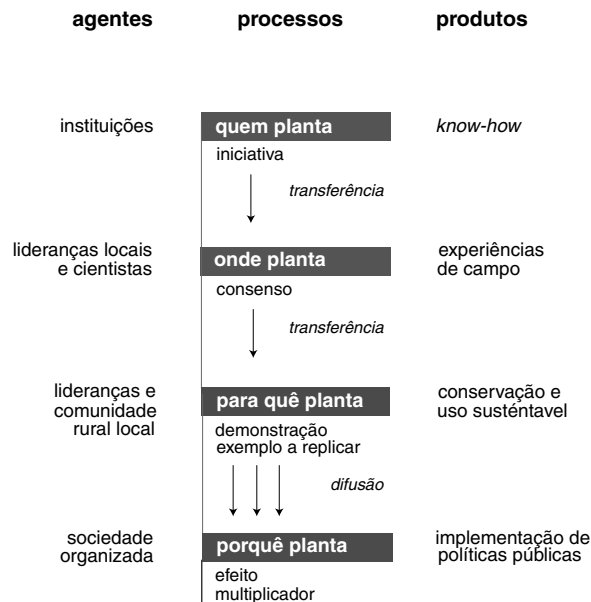 agentes processos produtos
instituições quem planta know-how
iniciativa
transferência
lideranças locais
e cientistas
onde planta
experiências
de campo
consenso
transferência
lideranças e
comunidade
rural local
para quê planta
conservação e
uso susténtavel
demonstração
exemplo a replicar
difusão
sociedade
organizada
porquê planta
implementação de
políticas públicas
efeito
multiplicador